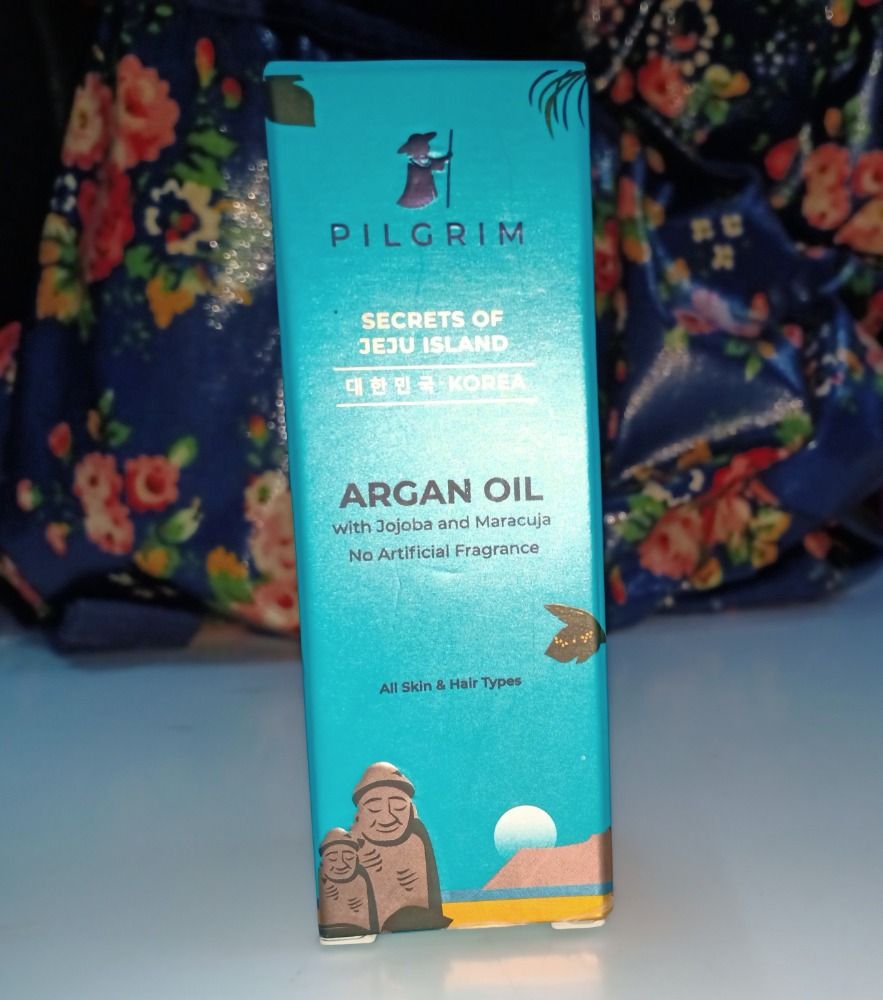 PILGRIM
SECRETS OF
JEJU ISLAND
대한민국 KOREA
ARGAN OIL
with Jojoba and Maracuja
No Artificial Fragrance
All Skin & Hair Types